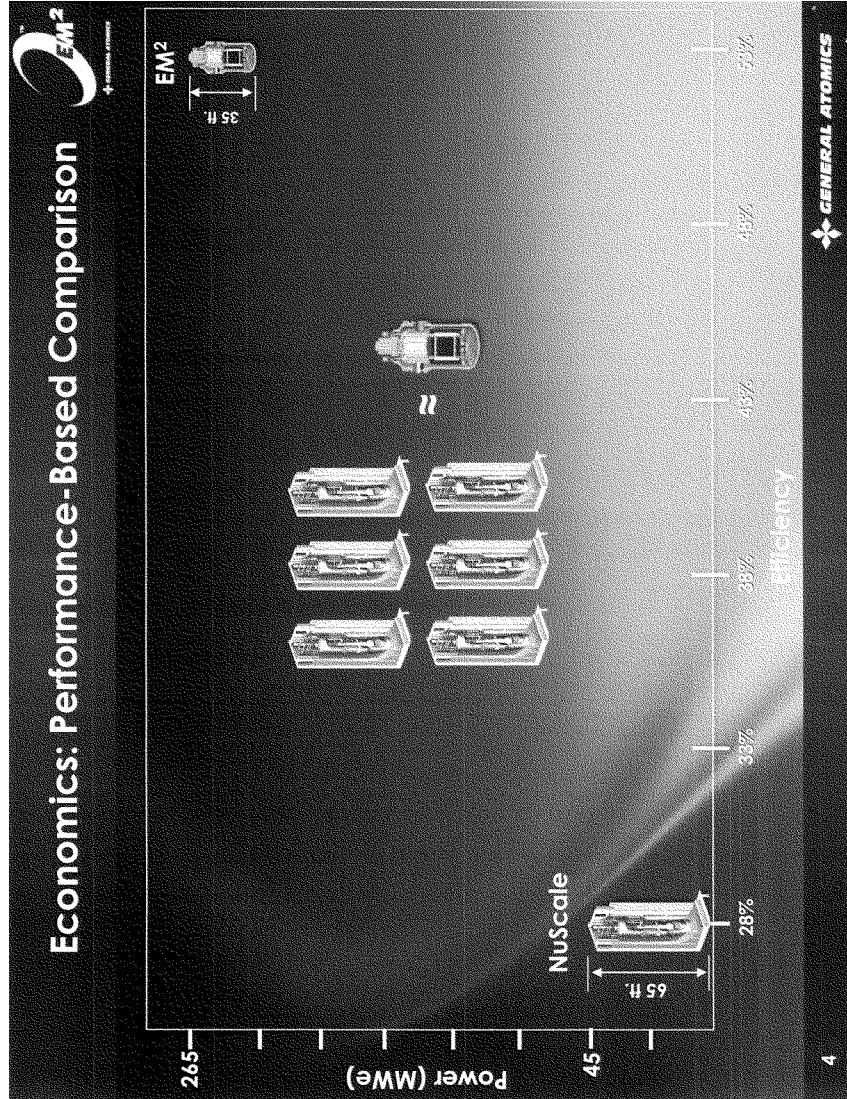 Economics: Performance-Based Comparison
EM²
GENERAL ATOMICS
265
45
Power (MWe)
EM²
35 ft.
≈
NuScale
65 ft.
28%
33%
38%
43%
48%
53%
Efficiency
4
GENERAL ATOMICS